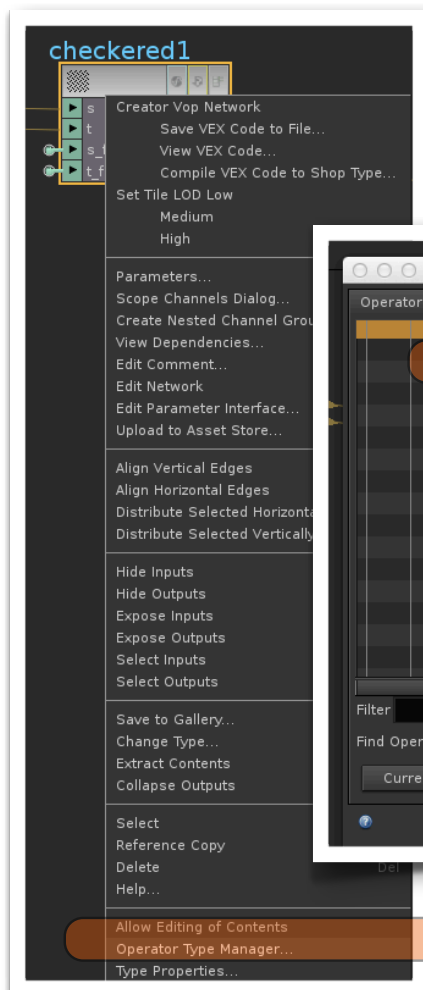 checkered1
s
t
s_f
t_f
Creator Vop Network
Save VEX Code to File...
View VEX Code...
Compile VEX Code to Shop Type...
Set Tile LOD Low
Medium
High
Parameters...
Scope Channels Dialog...
Create Nested Channel Grou
View Dependencies...
Edit Comment...
Edit Network
Edit Parameter Interface...
Upload to Asset Store...
Align Vertical Edges
Align Horizontal Edges
Distribute Selected Horizonta
Distribute Selected Vertically
Hide Inputs
Hide Outputs
Expose Inputs
Expose Outputs
Select Inputs
Select Outputs
Save to Gallery...
Change Type...
Extract Contents
Collapse Outputs
Select
Reference Copy
Delete Del
Help...
Allow Editing of Contents
Operator Type Manager...
Type Properties...
Operator
Filter
Find Oper
Curre
?